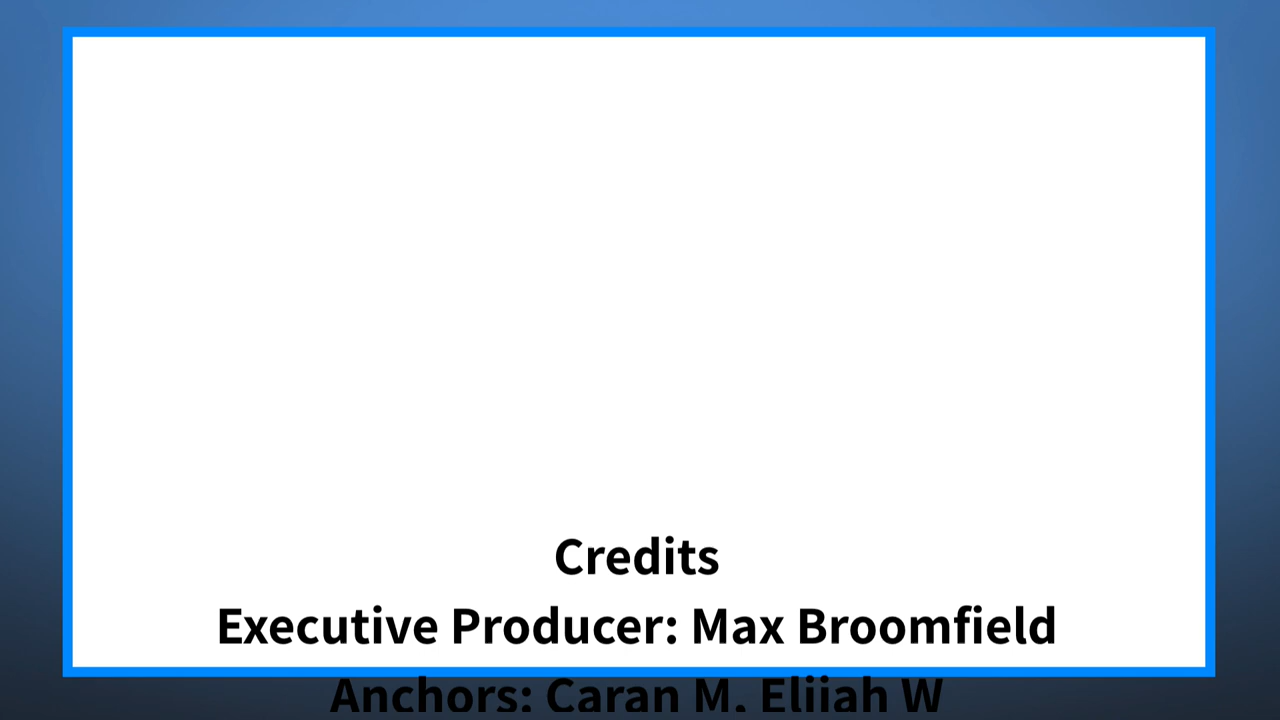 Credits
Executive Producer: Max Broomfield
Anchors: Caran M. Elijah W